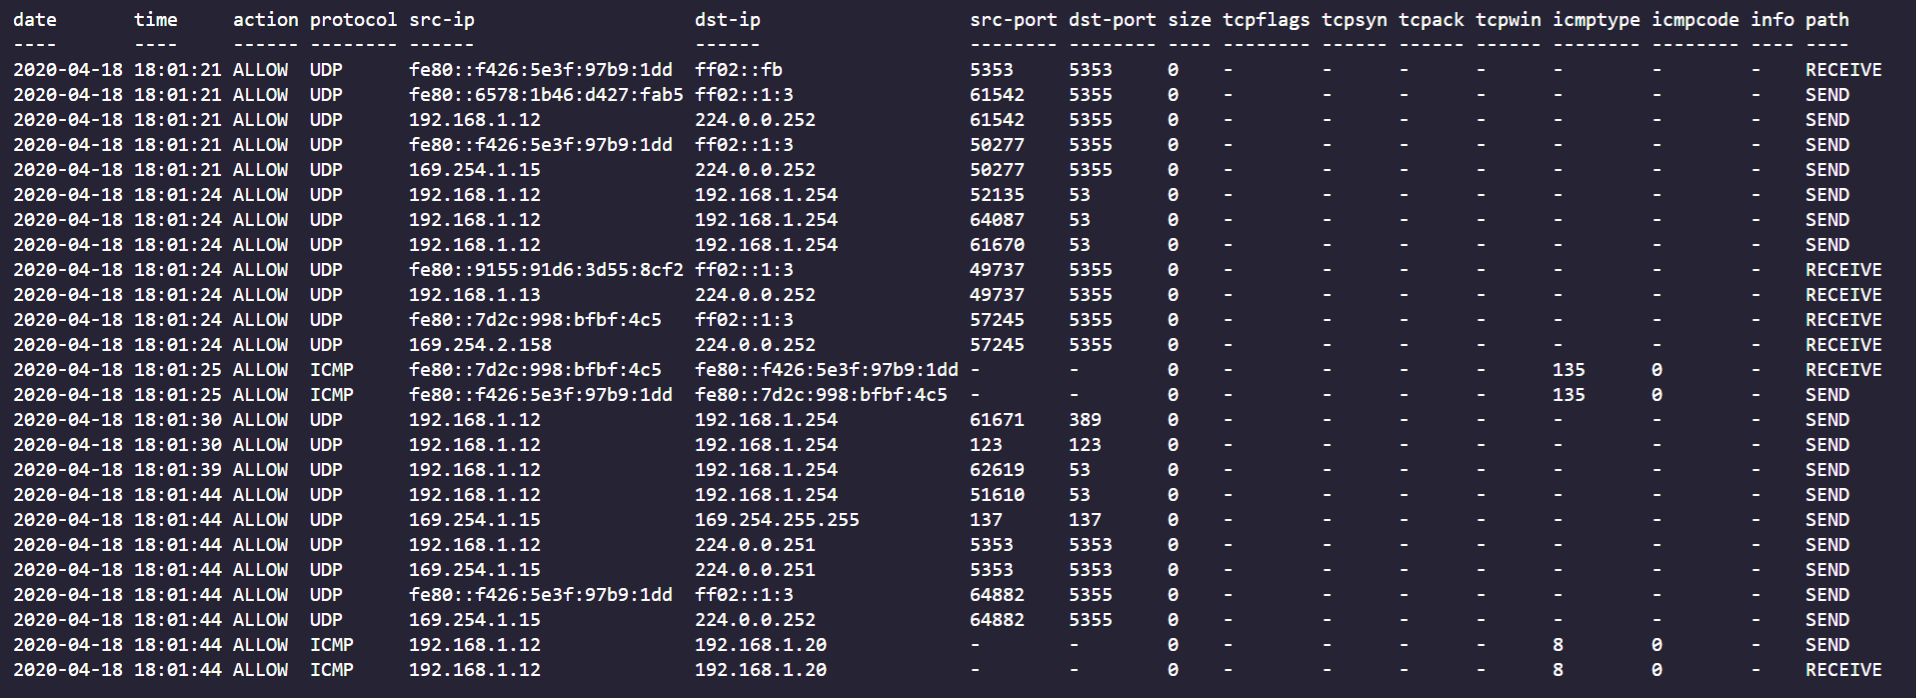 date       time     action protocol src-ip                    dst-ip                   src-port dst-port size tcpflags tcpsyn tcpack tcpwin icmptype icmpcode info path
----       ----     ------ -------- ------                    ------                   -------- -------- ---- -------- ------ ------ ------ -------- -------- ---- ----
2020-04-18 18:01:21 ALLOW  UDP      fe80::f426:5e3f:97b9:1dd  ff02::fb                 5353     5353     0    -        -      -      -      -        -        -    RECEIVE
2020-04-18 18:01:21 ALLOW  UDP      fe80::6578:1b46:d427:fab5 ff02::1:3                61542    5355     0    -        -      -      -      -        -        -    SEND
2020-04-18 18:01:21 ALLOW  UDP      192.168.1.12              224.0.0.252              61542    5355     0    -        -      -      -      -        -        -    SEND
2020-04-18 18:01:21 ALLOW  UDP      fe80::f426:5e3f:97b9:1dd  ff02::1:3                50277    5355     0    -        -      -      -      -        -        -    SEND
2020-04-18 18:01:21 ALLOW  UDP      169.254.1.15              224.0.0.252              50277    5355     0    -        -      -      -      -        -        -    SEND
2020-04-18 18:01:24 ALLOW  UDP      192.168.1.12              192.168.1.254            52135    53       0    -        -      -      -      -        -        -    SEND
2020-04-18 18:01:24 ALLOW  UDP      192.168.1.12              192.168.1.254            64087    53       0    -        -      -      -      -        -        -    SEND
2020-04-18 18:01:24 ALLOW  UDP      192.168.1.12              192.168.1.254            61670    53       0    -        -      -      -      -        -        -    SEND
2020-04-18 18:01:24 ALLOW  UDP      fe80::9155:91d6:3d55:8cf2 ff02::1:3                49737    5355     0    -        -      -      -      -        -        -    RECEIVE
2020-04-18 18:01:24 ALLOW  UDP      192.168.1.13              224.0.0.252              49737    5355     0    -        -      -      -      -        -        -    RECEIVE
2020-04-18 18:01:24 ALLOW  UDP      fe80::7d2c:998:bfbf:4c5   ff02::1:3                57245    5355     0    -        -      -      -      -        -        -    RECEIVE
2020-04-18 18:01:24 ALLOW  UDP      169.254.2.158             224.0.0.252              57245    5355     0    -        -      -      -      -        -        -    RECEIVE
2020-04-18 18:01:25 ALLOW  ICMP     fe80::7d2c:998:bfbf:4c5   fe80::f426:5e3f:97b9:1dd -        -        0    -        -      -      -      135      0        -    RECEIVE
2020-04-18 18:01:25 ALLOW  ICMP     fe80::f426:5e3f:97b9:1dd  fe80::7d2c:998:bfbf:4c5  -        -        0    -        -      -      -      135      0        -    SEND
2020-04-18 18:01:30 ALLOW  UDP      192.168.1.12              192.168.1.254            61671    389      0    -        -      -      -      -        -        -    SEND
2020-04-18 18:01:30 ALLOW  UDP      192.168.1.12              192.168.1.254            123      123      0    -        -      -      -      -        -        -    SEND
2020-04-18 18:01:39 ALLOW  UDP      192.168.1.12              192.168.1.254            62619    53       0    -        -      -      -      -        -        -    SEND
2020-04-18 18:01:44 ALLOW  UDP      192.168.1.12              192.168.1.254            51610    53       0    -        -      -      -      -        -        -    SEND
2020-04-18 18:01:44 ALLOW  UDP      169.254.1.15              169.254.255.255          137      137      0    -        -      -      -      -        -        -    SEND
2020-04-18 18:01:44 ALLOW  UDP      192.168.1.12              224.0.0.251              5353     5353     0    -        -      -      -      -        -        -    SEND
2020-04-18 18:01:44 ALLOW  UDP      169.254.1.15              224.0.0.251              5353     5353     0    -        -      -      -      -        -        -    SEND
2020-04-18 18:01:44 ALLOW  UDP      fe80::f426:5e3f:97b9:1dd  ff02::1:3                64882    5355     0    -        -      -      -      -        -        -    SEND
2020-04-18 18:01:44 ALLOW  UDP      169.254.1.15              224.0.0.252              64882    5355     0    -        -      -      -      -        -        -    SEND
2020-04-18 18:01:44 ALLOW  ICMP     192.168.1.12              192.168.1.20             -        -        0    -        -      -      -      8        0        -    SEND
2020-04-18 18:01:44 ALLOW  ICMP     192.168.1.12              192.168.1.20             -        -        0    -        -      -      -      8        0        -    RECEIVE